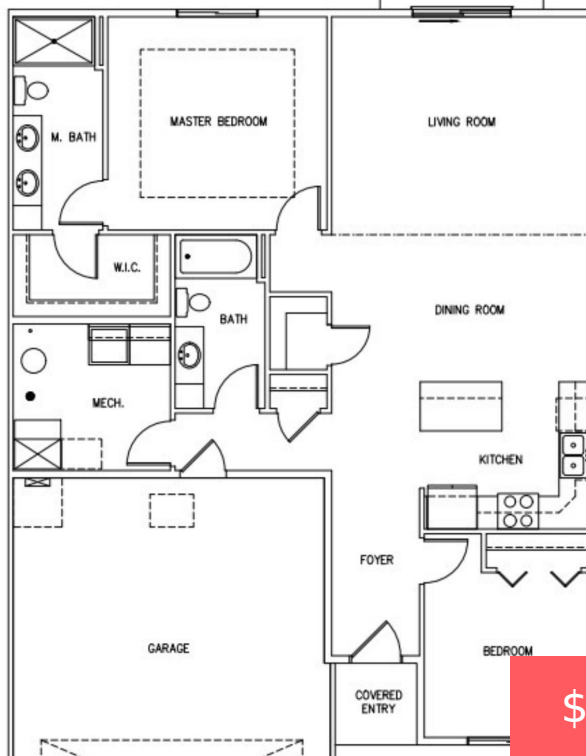 MASTER BEDROOM
LIVING ROOM
M. BATH
W.I.C.
BATH
DINING ROOM
MECH.
KITCHEN
FOYER
GARAGE
BEDROOM
COVERED
ENTRY
$